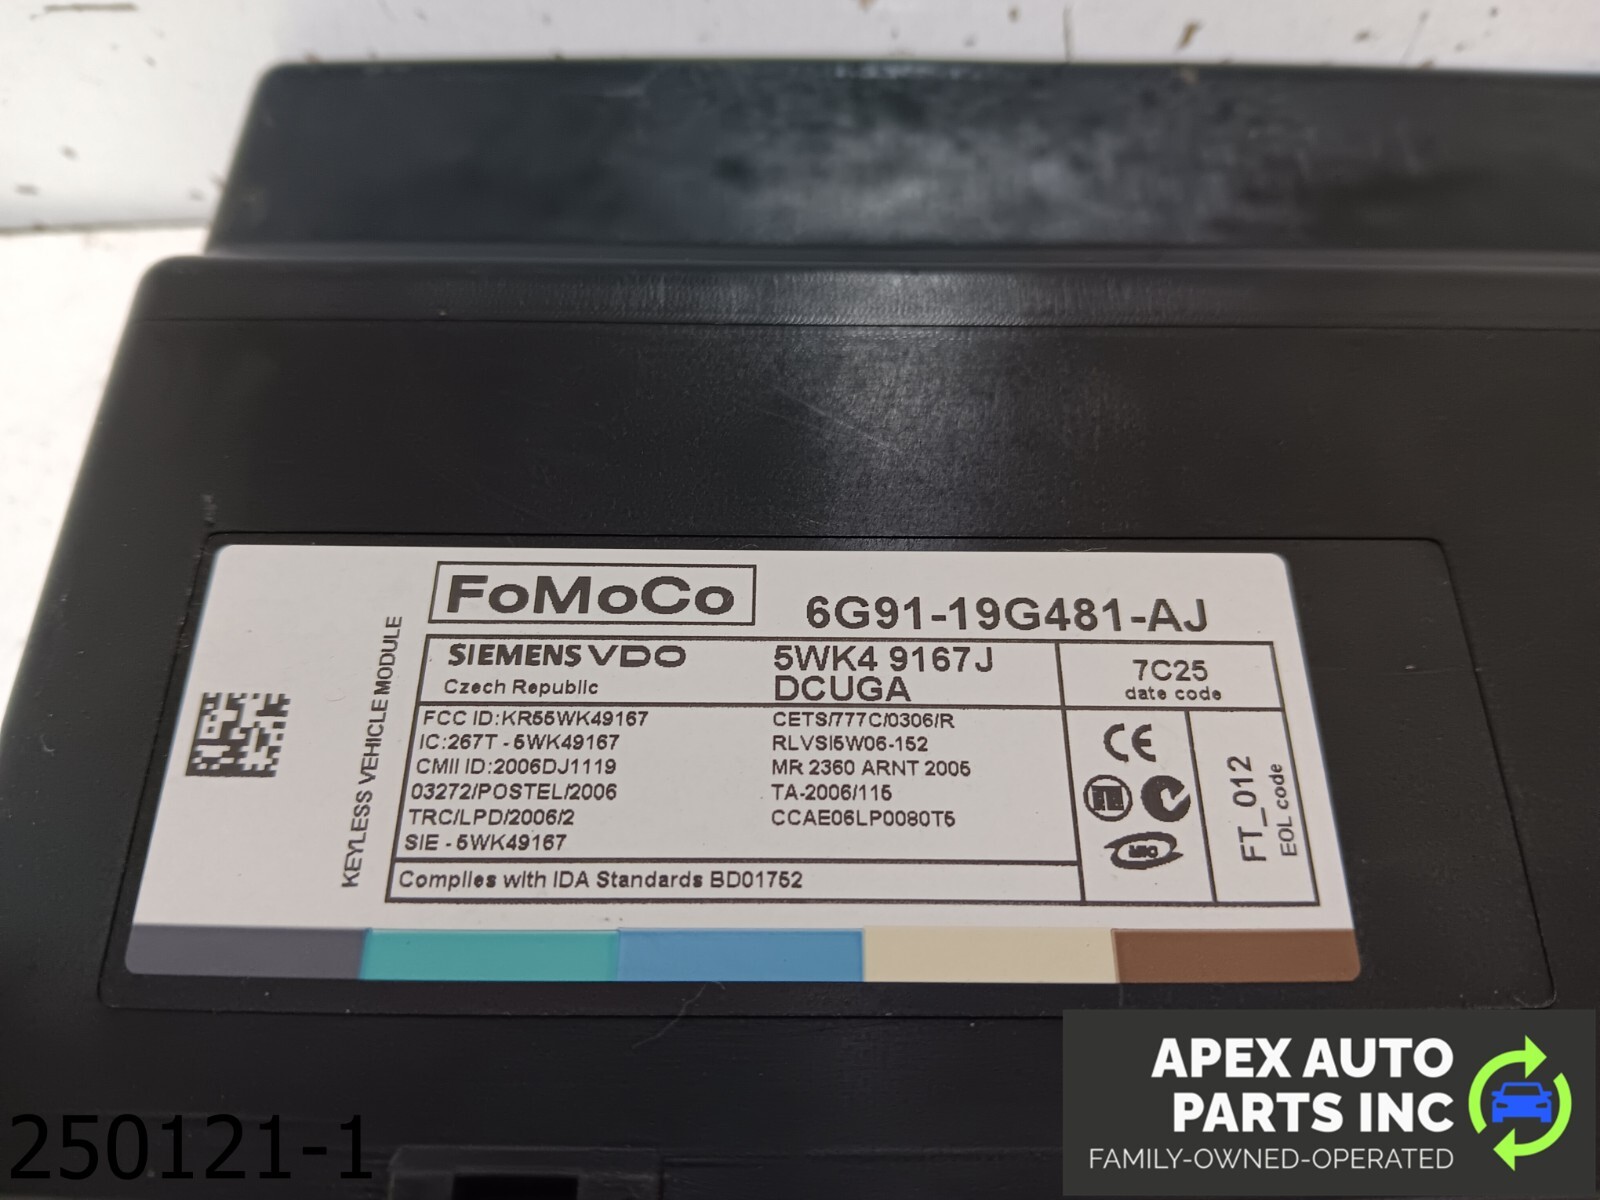 FoMoCo
6G91-19G481-AJ
KEYLESS VEHICLE MODULE
SIEMENS VDO
Czech Republic
5WK4 9167J
DCUGA
7C25
date code
FCC ID:KR55WK49167
IC:267T - 5WK49167
CMII ID:2006DJ1119
03272/POSTEL/2006
TRC/LPD/2006/2
SIE - 5WK49167
CETS/777C/0306/R
RLVSI5W06-152
MR 2360 ARNT 2005
TA-2006/115
CCAE06LP0080T5
Complies with IDA Standards BD01752
CE
FT_012
EOL code
250121-1
APEX AUTO
PARTS INC
FAMILY-OWNED-OPERATED